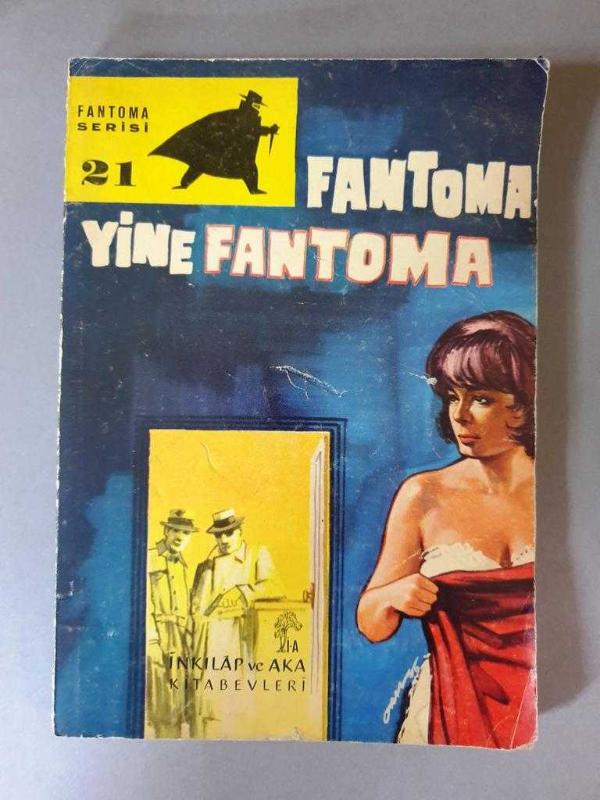 FANTOMA
SERİSİ
21
FANTOMA
YİNE FANTOMA
İ-A
İNKILÂP ve AKA
KİTABEVLERİ